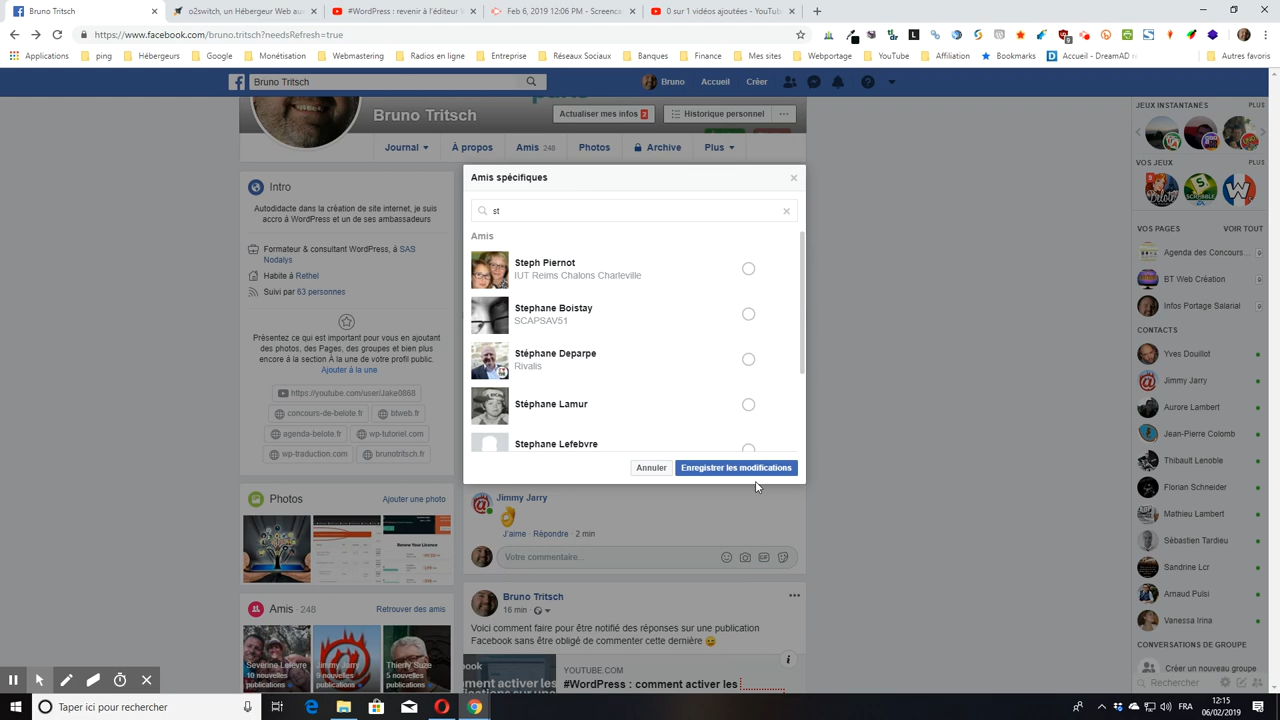 Bruno Tritsch
o2switch, un Hébergeur Web au
#WordPress : revenir à l'éditeur W
Feb 6, 2019 12:06 PM - Screenca
0 sur 1 vidéos ajoutées - YouTu
https://www.facebook.com/bruno.tritsch?needsRefresh=true
Applications ping Hébergeurs Monétisation Webmastering Radios en ligne Entreprise Réseaux Sociaux Banques Finance Mes sites Webportage YouTube Affiliation Bookmarks Accueil - DreamAD Autres favoris
Bruno Tritsch
Bruno Accueil Créer
Bruno Tritsch
Actualiser mes infos 2
Historique personnel
Journal À propos Amis 248 Photos Archive Plus
Intro
Autodidacte dans la création de site internet, je suis
accro à WordPress et un de ses ambassadeurs
Formateur & consultant WordPress, à SAS
Nodalys
Habite à Rethel
Suivi par 63 personnes
Présentez ce qui est important pour vous en ajoutant
des photos, des Pages, des groupes et bien plus
encore à la section À la une de votre profil public.
Ajouter à la une
https://youtube.com/user/Jake0868
concours-de-belote.fr
btweb.fr
agenda-belote.fr
wp-tutoriel.com
wp-traduction.com
brunotritsch.fr
Photos
Ajouter une photo
Amis · 248
Retrouver des amis
Séverine Lefèvre
10 nouvelles
publications
Jimmy Jarry
9 nouvelles
publications
Thierry Suze
5 nouvelles
publications
Amis spécifiques
st
Amis
Steph Piernot
IUT Reims Chalons Charleville
Stephane Boistay
SCAPSAV51
Stéphane Deparpe
Rivalis
Stéphane Lamur
Stephane Lefebvre
Annuler
Enregistrer les modifications
Jimmy Jarry
J'aime · Répondre · 2 min
Votre commentaire...
Bruno Tritsch
16 min ·
Voici comment faire pour être notifié des réponses sur une publication
Facebook sans être obligé de commenter cette dernière
YOUTUBE.COM
#WordPress : comment activer les
JEUX INSTANTANÉS PLUS
VOS JEUX PLUS
VOS PAGES VOIR TOUT
Agenda des Concours...
BT Web Création
Infos Portage Salarial
CONTACTS
Yves Douillot
Jimmy Jarry
Aurore Lambert
Jean-Pierre Colomb
Thibault Lenoble
Florian Schneider
Mathieu Lambert
Sébastien Tardieu
Sandrine Lcr
Arnaud Pulsi
Vanessa Irina
CONVERSATIONS DE GROUPE
Créer un nouveau groupe
Rechercher
Taper ici pour rechercher
FRA
12:15
06/02/2019